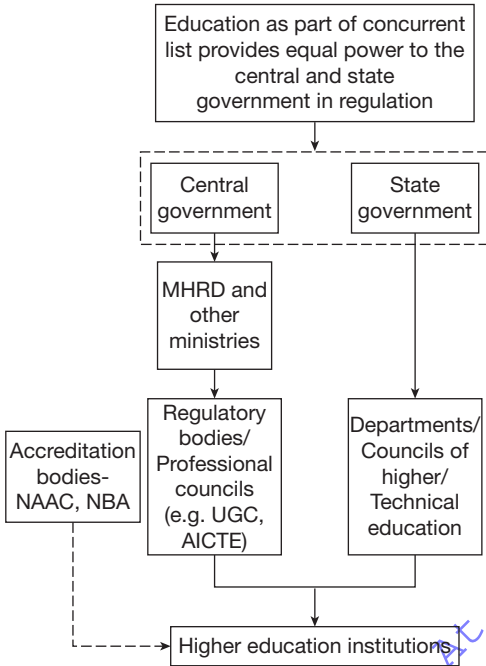 Education as part of concurrent
list provides equal power to the
central and state
government in regulation
Central
government
State
government
MHRD and
other
ministries
Accreditation
bodies-
NAAC, NBA
Regulatory
bodies/
Professional
councils
(e.g. UGC,
AICTE)
Departments/
Councils of
higher/
Technical
education
Higher education institutions
At